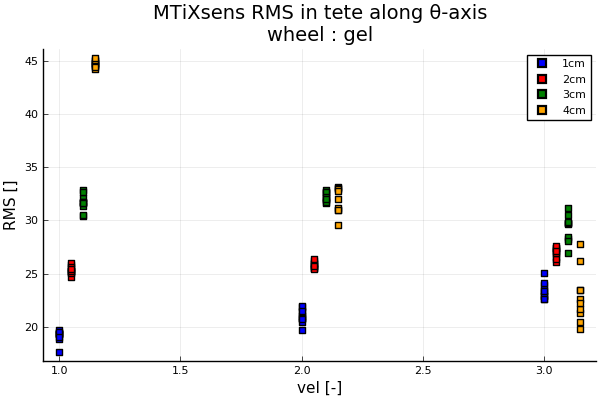 MTiXsens RMS in tete along θ-axis
wheel : gel
45
40
35
30
25
20
RMS []
1.0
1.5
2.0
2.5
3.0
vel [-]
1cm
2cm
3cm
4cm